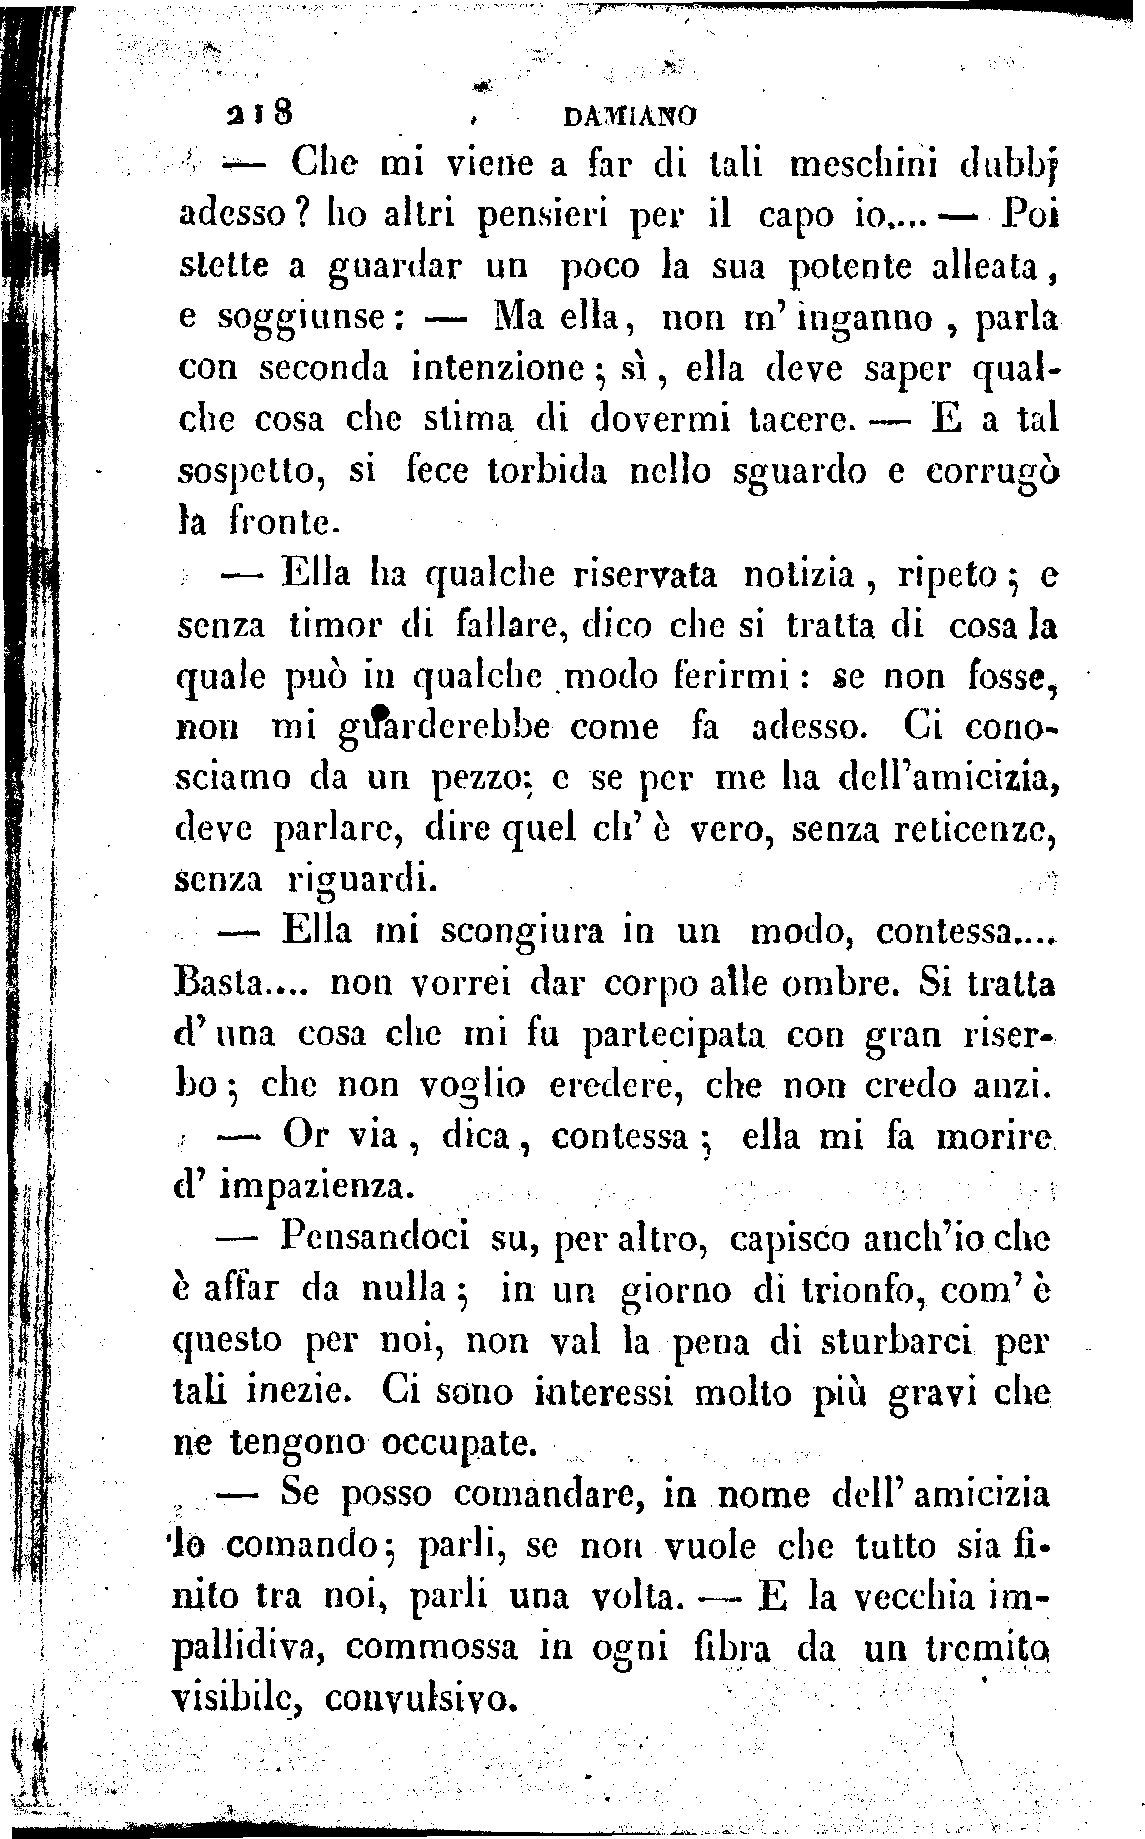 218 DAMIANO
— Che mi viene a far di tali meschini dubbj
adesso? ho altri pensieri per il capo io.... — Poi
stette a guardar un poco la sua potente alleata,
e soggiunse: — Ma ella, non m' inganno, parla
con seconda intenzione; sì, ella deve saper qual-
che cosa che stima di dovermi tacere. — E a tal
sospetto, si fece torbida nello sguardo e corrugò
la fronte.
— Ella ha qualche riservata notizia, ripeto; e
senza timor di fallare, dico che si tratta di cosa la
quale può in qualche modo ferirmi: se non fosse,
non mi guarderebbe come fa adesso. Ci cono-
sciamo da un pezzo; e se per me ha dell'amicizia,
deve parlare, dire quel ch' è vero, senza reticenze,
senza riguardi.
— Ella mi scongiura in un modo, contessa....
Basta.... non vorrei dar corpo alle ombre. Si tratta
d' una cosa che mi fu partecipata con gran riser-
bo; che non voglio credere, che non credo anzi.
— Or via, dica, contessa; ella mi fa morire
d' impazienza.
— Pensandoci su, per altro, capisco anch'io che
è affar da nulla; in un giorno di trionfo, com' è
questo per noi, non val la pena di sturbarci per
tali inezie. Ci sono interessi molto più gravi che
ne tengono occupate.
— Se posso comandare, in nome dell' amicizia
lo comando; parli, se non vuole che tutto sia fi-
nito tra noi, parli una volta. — E la vecchia im-
pallidiva, commossa in ogni fibra da un tremito
visibile, convulsivo.